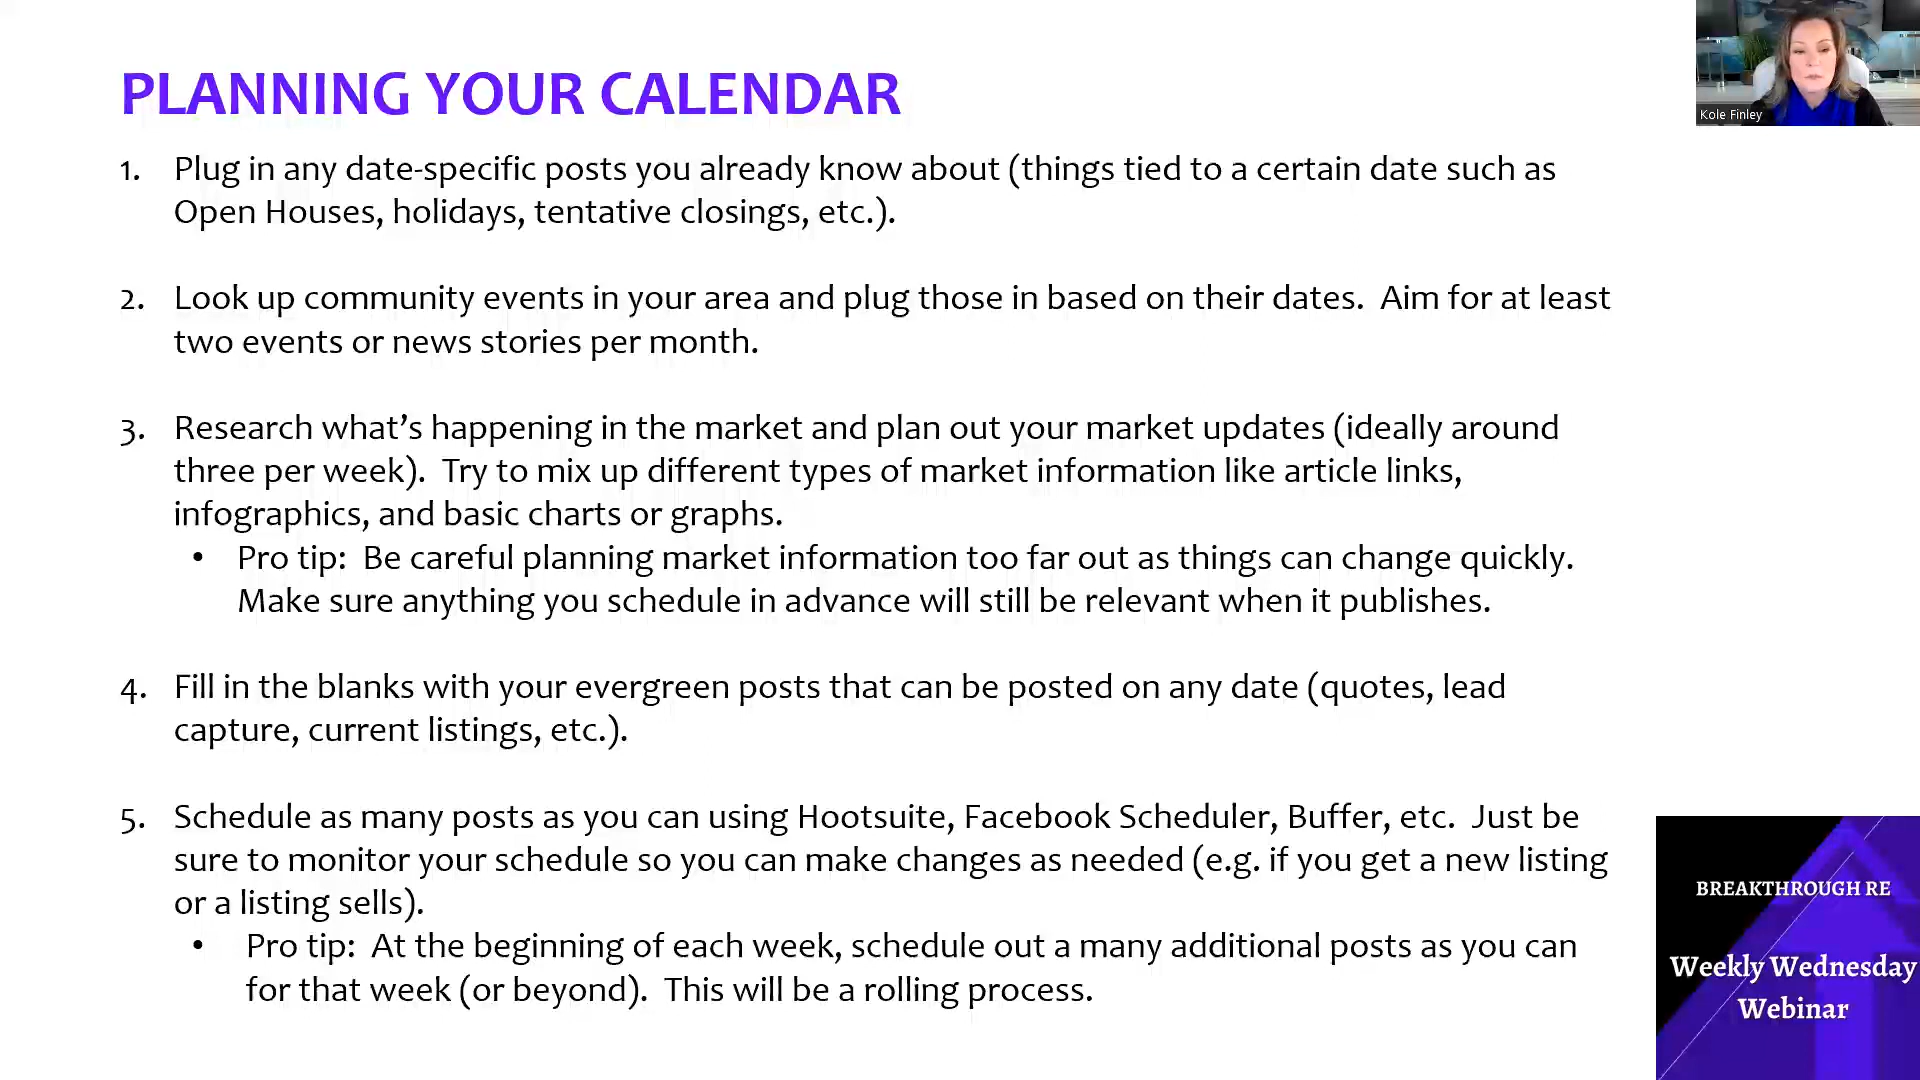 PLANNING YOUR CALENDAR
Kole Finley
1. Plug in any date-specific posts you already know about (things tied to a certain date such as
Open Houses, holidays, tentative closings, etc.).
2. Look up community events in your area and plug those in based on their dates.  Aim for at least
two events or news stories per month.
3. Research what’s happening in the market and plan out your market updates (ideally around
three per week).  Try to mix up different types of market information like article links,
infographics, and basic charts or graphs.
• Pro tip:  Be careful planning market information too far out as things can change quickly.
Make sure anything you schedule in advance will still be relevant when it publishes.
4. Fill in the blanks with your evergreen posts that can be posted on any date (quotes, lead
capture, current listings, etc.).
5. Schedule as many posts as you can using Hootsuite, Facebook Scheduler, Buffer, etc.  Just be
sure to monitor your schedule so you can make changes as needed (e.g. if you get a new listing
or a listing sells).
• Pro tip:  At the beginning of each week, schedule out a many additional posts as you can
for that week (or beyond).  This will be a rolling process.
BREAKTHROUGH RE
Weekly Wednesday
Webinar